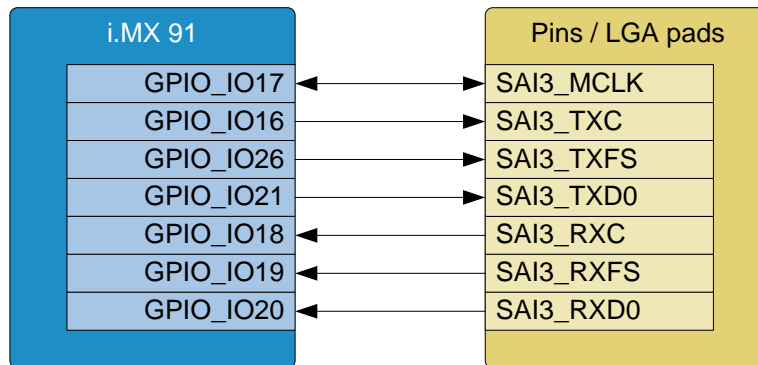 i.MX 91 Pins / LGA pads
GPIO_IO17 SAI3_MCLK
GPIO_IO16 SAI3_TXC
GPIO_IO26 SAI3_TXFS
GPIO_IO21 SAI3_TXD0
GPIO_IO18 SAI3_RXC
GPIO_IO19 SAI3_RXFS
GPIO_IO20 SAI3_RXD0